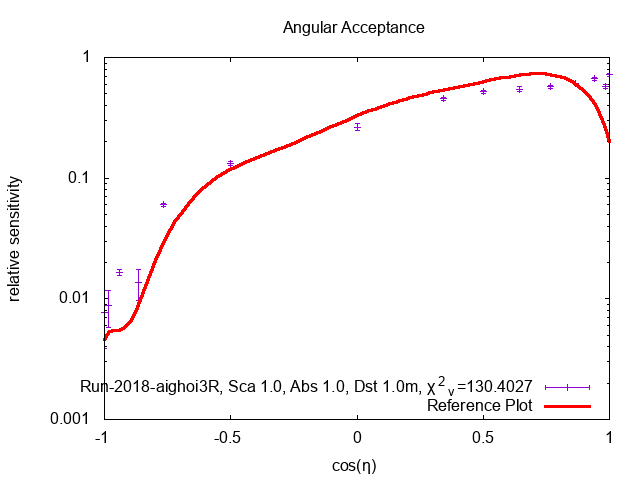 Angular Acceptance
1
0.1
0.01
0.001
relative sensitivity
Run-2018-aighoi3R, Sca 1.0, Abs 1.0, Dst 1.0m, χ²ᵥ=130.4027
Reference Plot
-1 -0.5 0 0.5 1
cos(η)